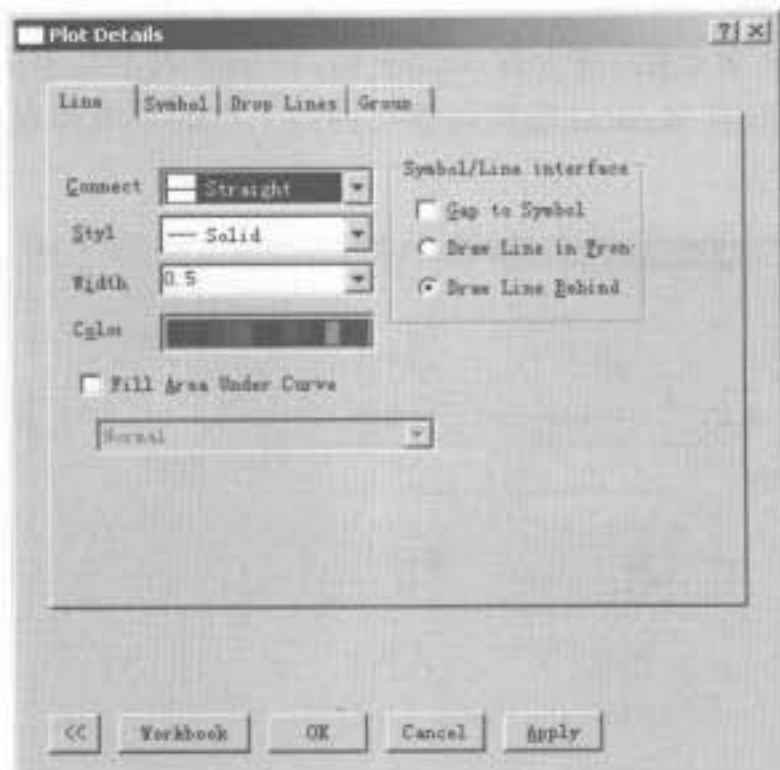 Plot Details
Line Symbol Drop Lines Group
Connect Straight
Styl Solid
Width 0.5
Color
Fill Area Under Curve
Normal
Symbol/Line interface
Gap to Symbol
Draw Line in Fron
Draw Line Behind
<< Workbook OK Cancel Apply